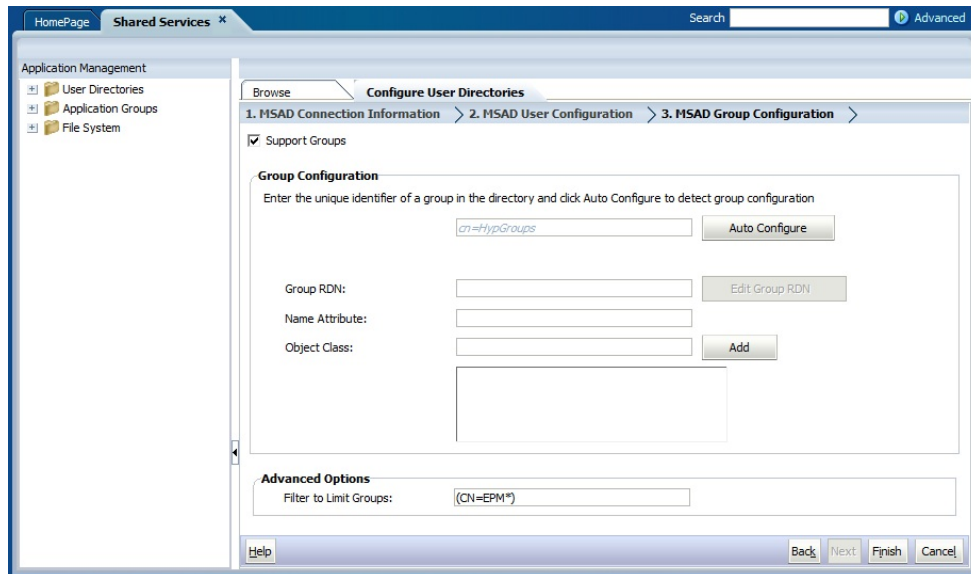 HomePage
Shared Services ×
Search
Advanced
Application Management
User Directories
Application Groups
File System
Browse
Configure User Directories
1. MSAD Connection Information
2. MSAD User Configuration
3. MSAD Group Configuration
Support Groups
Group Configuration
Enter the unique identifier of a group in the directory and click Auto Configure to detect group configuration
cn=HypGroups
Auto Configure
Group RDN:
Edit Group RDN
Name Attribute:
Object Class:
Add
Advanced Options
Filter to Limit Groups:
(CN=EPM*)
Help
Back
Next
Finish
Cancel